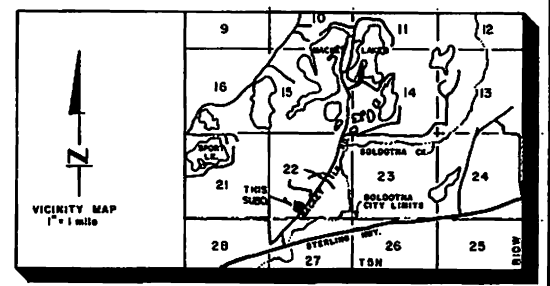 9
10
11
12
MACKEY LAKES
16
15
14
13
SPORT LK.
SOLDOTNA CK.
21
22
23
24
THIS SUBD.
SOLDOTNA
CITY LIMITS
N
VICINITY MAP
1" = 1 mile
28
27
26
25
STERLING HWY.
T5N
R10W